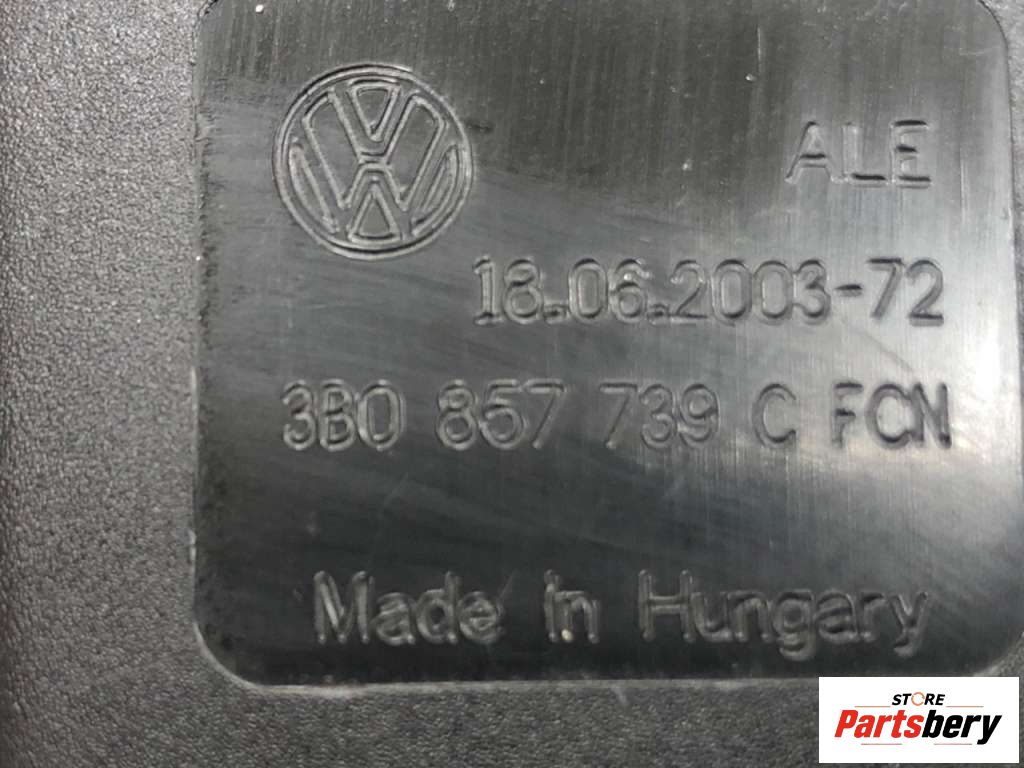 ALE
18.06.2003-72
3B0 857 739 C FCN
Made in Hungary
STORE
Partsbery